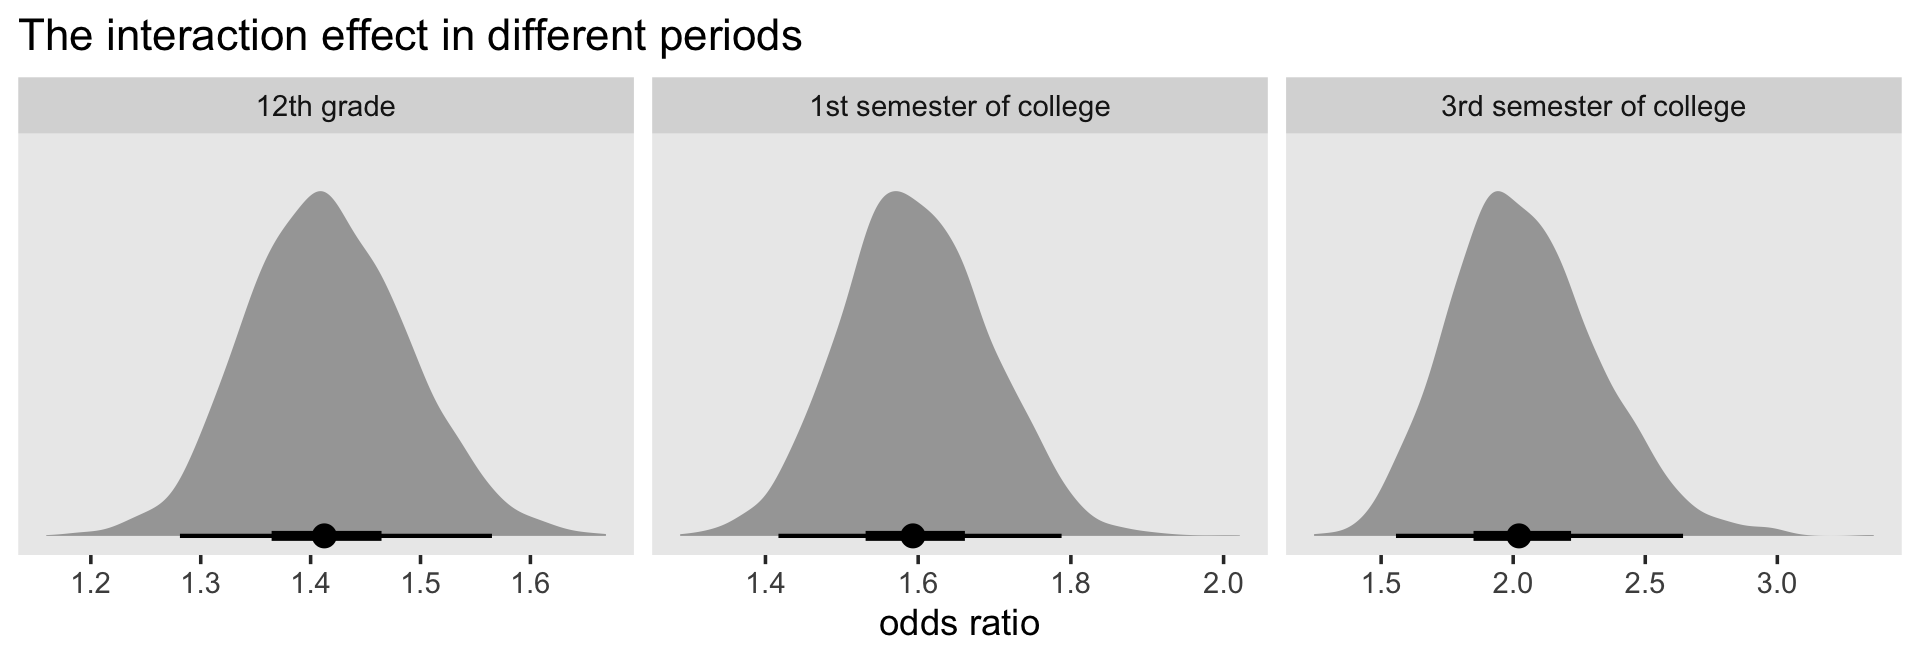 The interaction effect in different periods
12th grade
1st semester of college
3rd semester of college
1.2 1.3 1.4 1.5 1.6
1.4 1.6 1.8 2.0
1.5 2.0 2.5 3.0
odds ratio